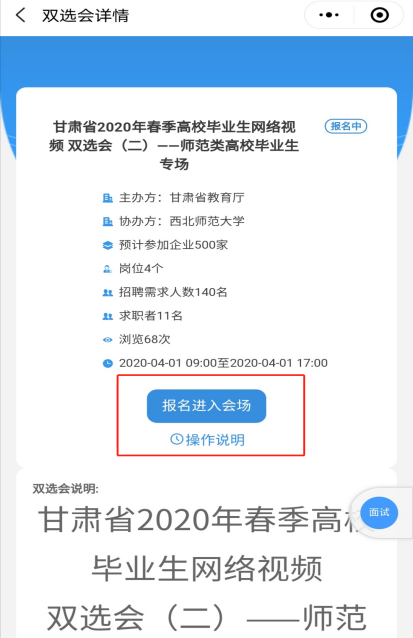 双选会详情
甘肃省2020年春季高校毕业生网络视
频 双选会（二）——师范类高校毕业生
专场
报名中
主办方：甘肃省教育厅
协办方：西北师范大学
预计参加企业500家
岗位4个
招聘需求人数140名
求职者11名
浏览68次
2020-04-01 09:00至2020-04-01 17:00
报名进入会场
操作说明
双选会说明:
面试
甘肃省2020年春季高校
毕业生网络视频
双选会（二）——师范